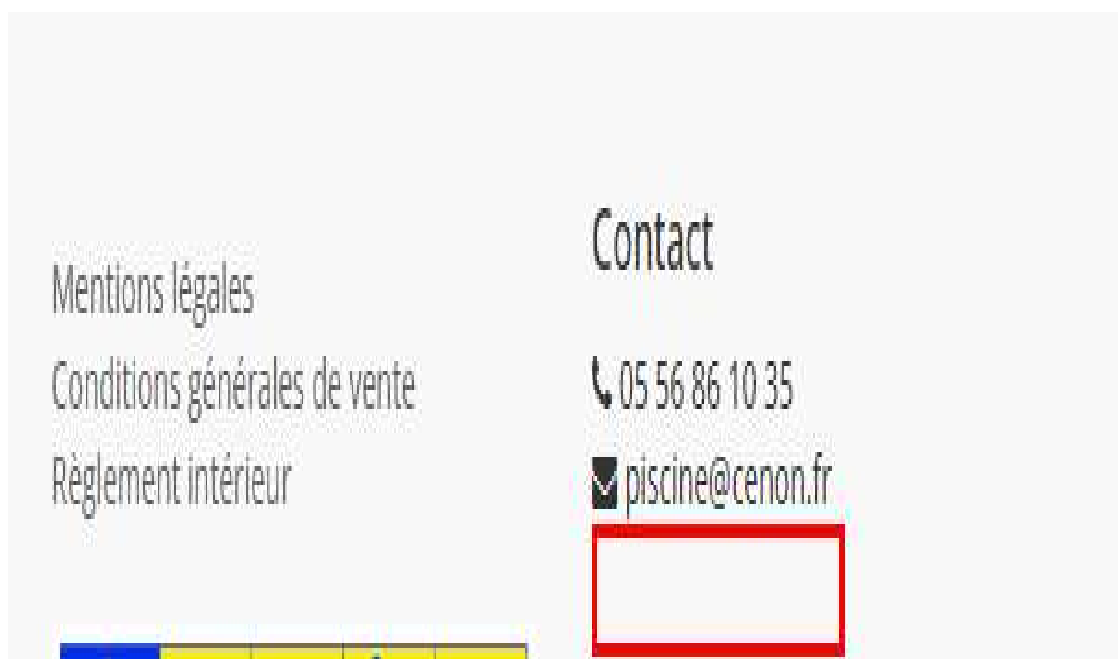 Mentions légales
Conditions générales de vente
Règlement intérieur
Contact
05 56 86 10 35
piscine@cenon.fr